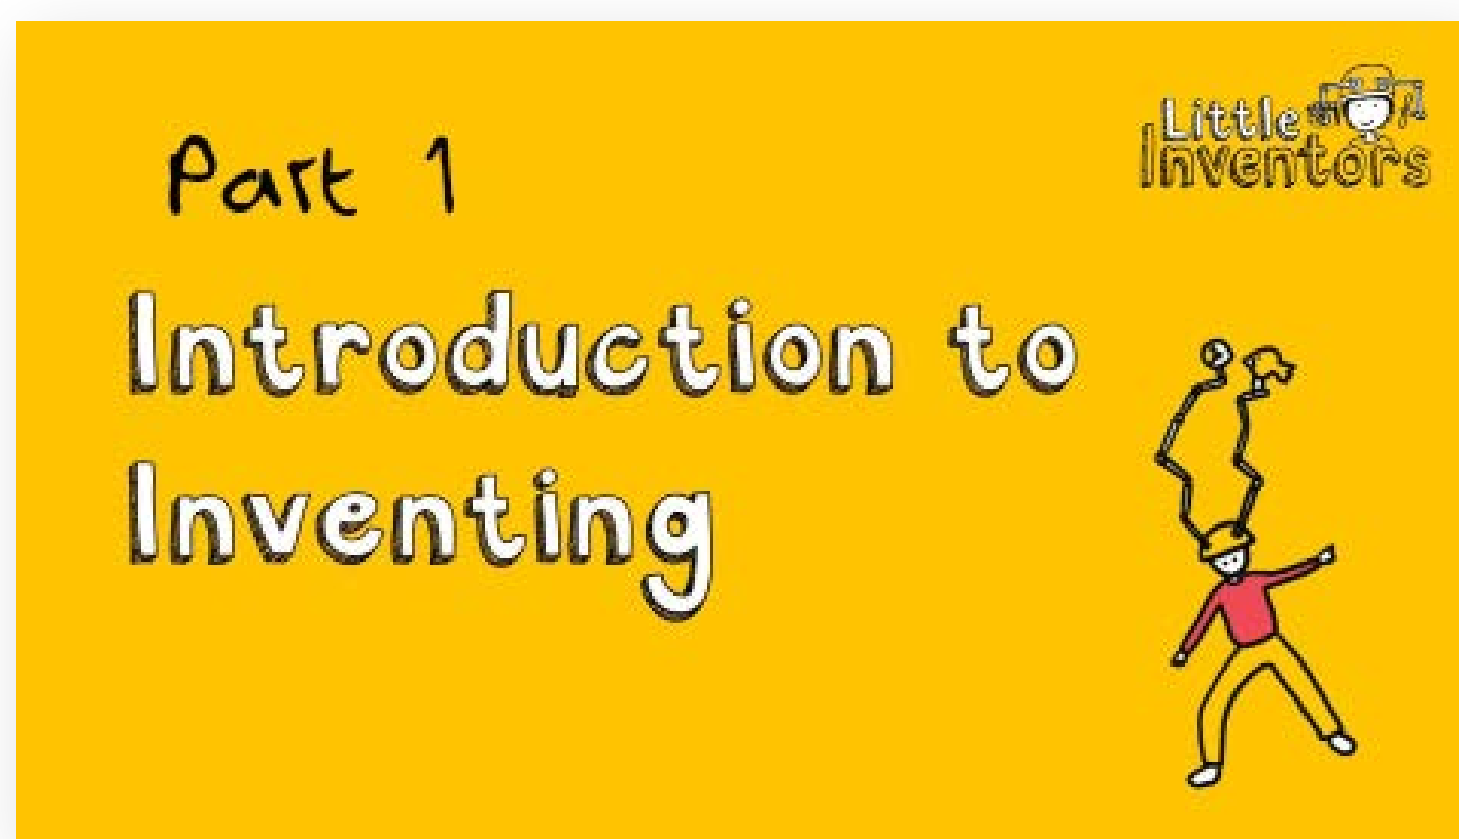 Little
Inventors
Part 1
Introduction to
Inventing